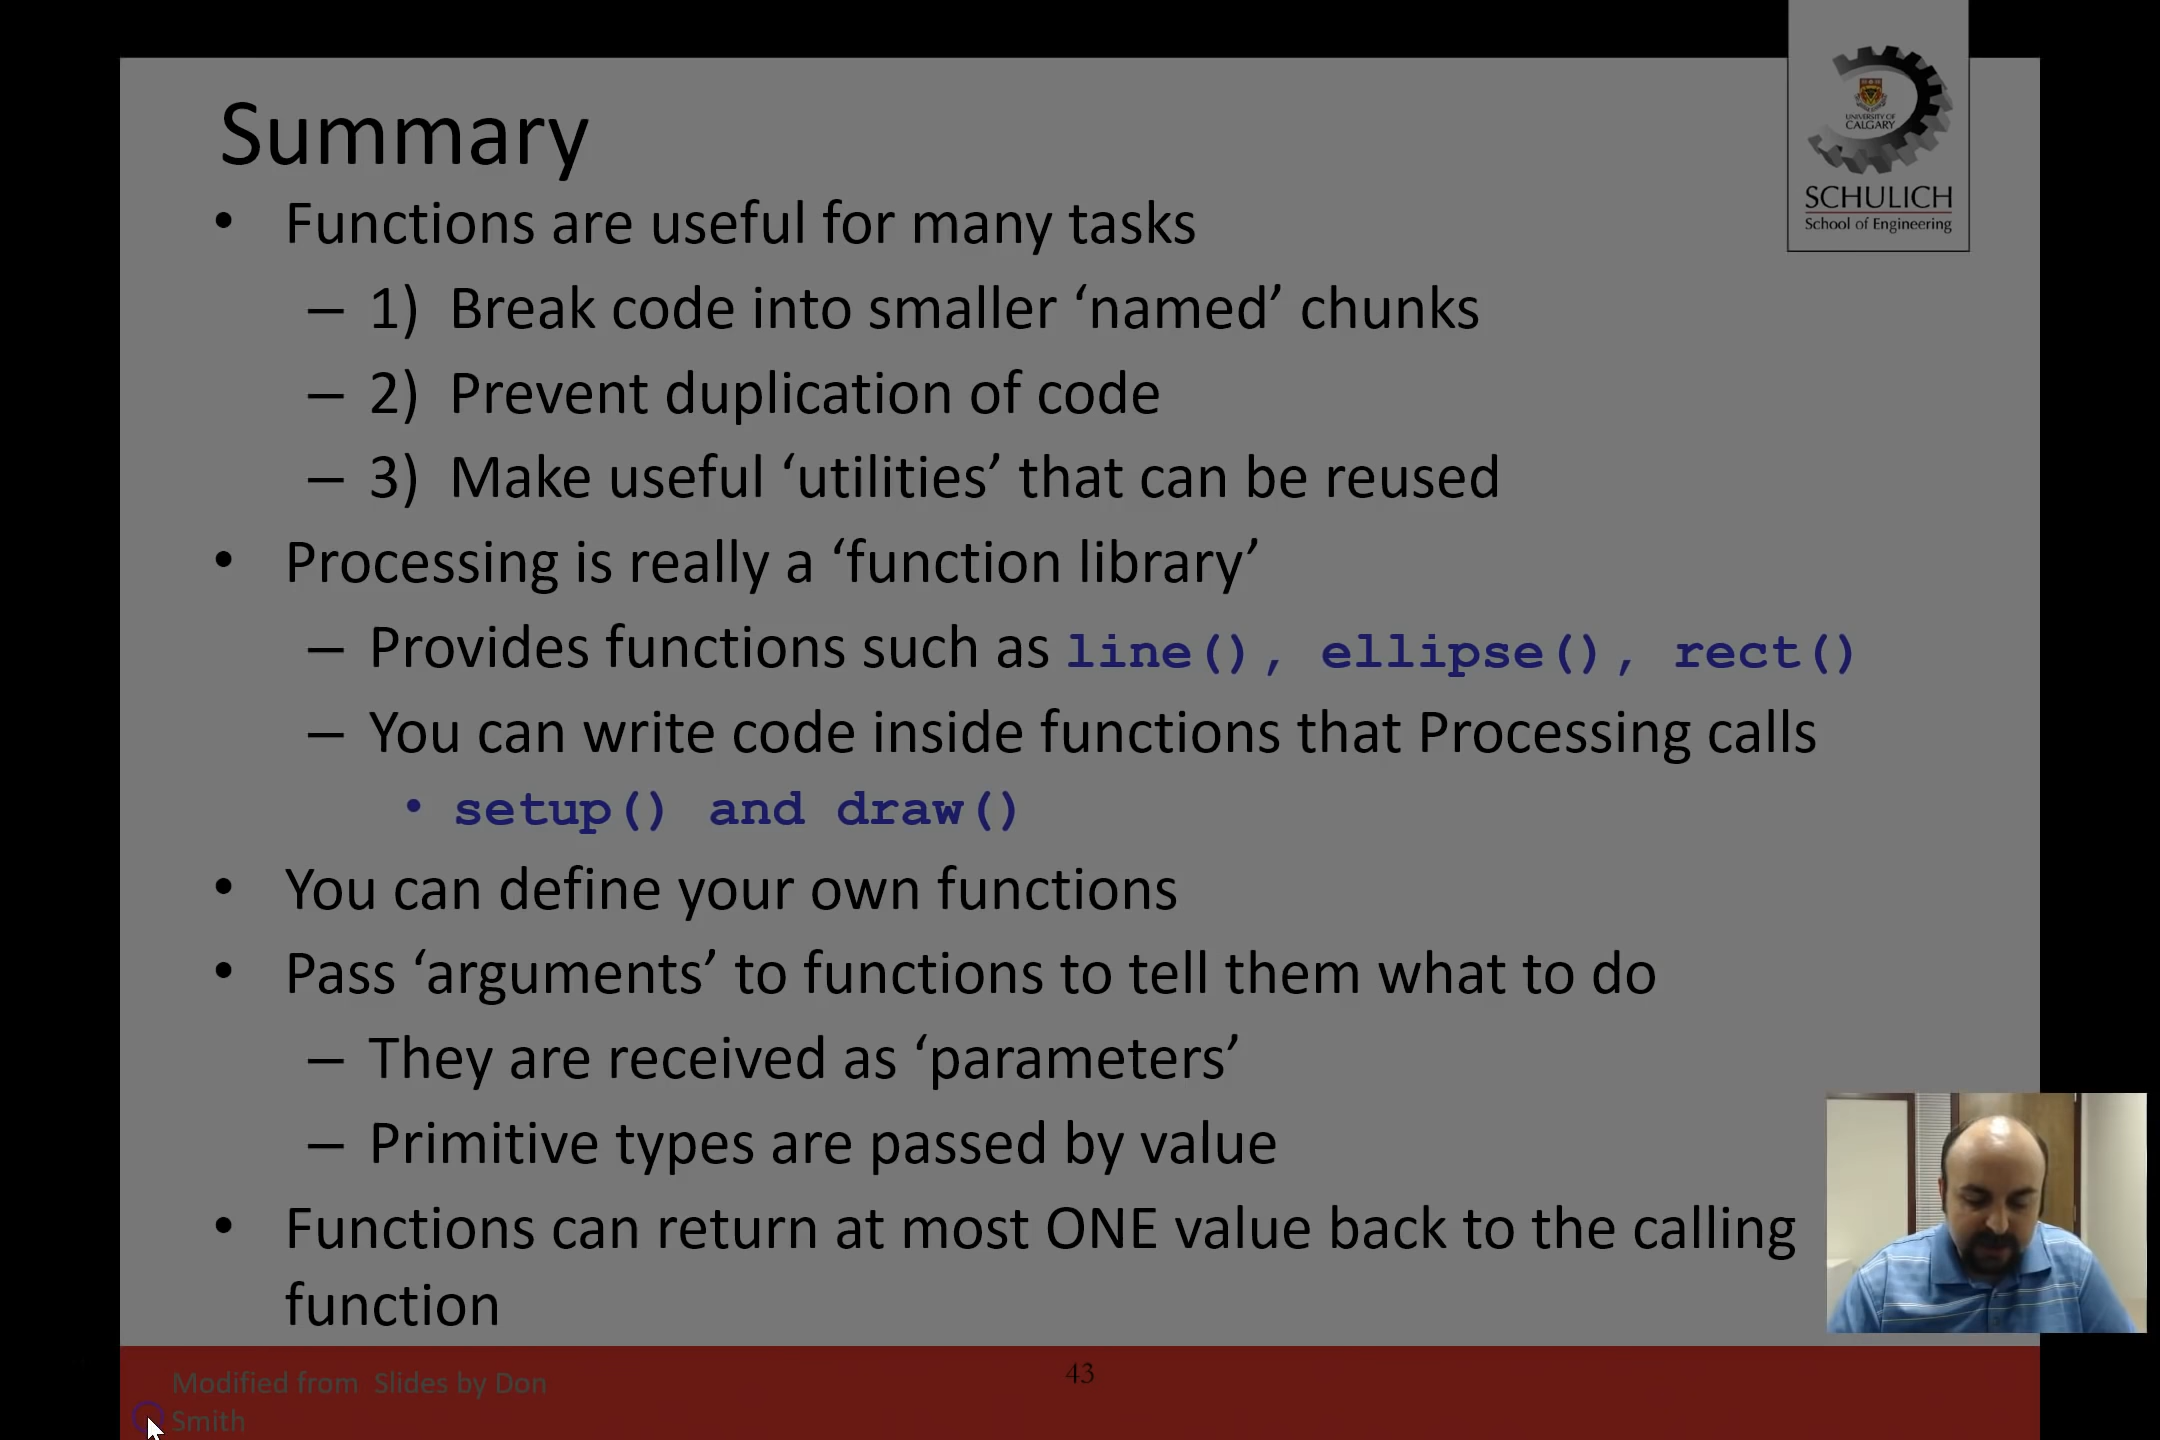 UNIVERSITY OF
CALGARY
SCHULICH
School of Engineering
Summary
• Functions are useful for many tasks
– 1) Break code into smaller ‘named’ chunks
– 2) Prevent duplication of code
– 3) Make useful ‘utilities’ that can be reused
• Processing is really a ‘function library’
– Provides functions such as line(), ellipse(), rect()
– You can write code inside functions that Processing calls
• setup() and draw()
• You can define your own functions
• Pass ‘arguments’ to functions to tell them what to do
– They are received as ‘parameters’
– Primitive types are passed by value
• Functions can return at most ONE value back to the calling
function
Modified from Slides by Don
Smith
43